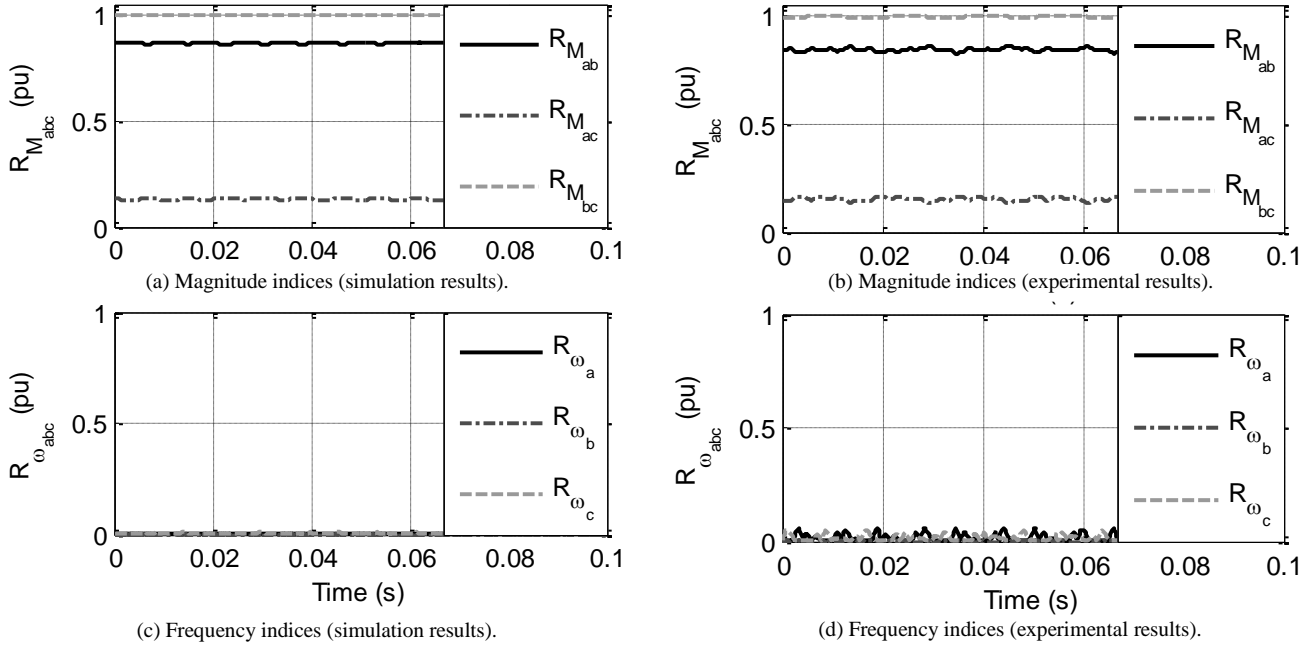 1
0.5
0
R_M_abc (pu)
0 0.02 0.04 0.06 0.08 0.1
R_M_ab
R_M_ac
R_M_bc
(a) Magnitude indices (simulation results).
1
0.5
0
R_M_abc (pu)
0 0.02 0.04 0.06 0.08 0.1
R_M_ab
R_M_ac
R_M_bc
(b) Magnitude indices (experimental results).
1
0.5
0
R_ω_abc (pu)
0 0.02 0.04 0.06 0.08 0.1
Time (s)
R_ω_a
R_ω_b
R_ω_c
(c) Frequency indices (simulation results).
1
0.5
0
R_ω_abc (pu)
0 0.02 0.04 0.06 0.08 0.1
Time (s)
R_ω_a
R_ω_b
R_ω_c
(d) Frequency indices (experimental results).